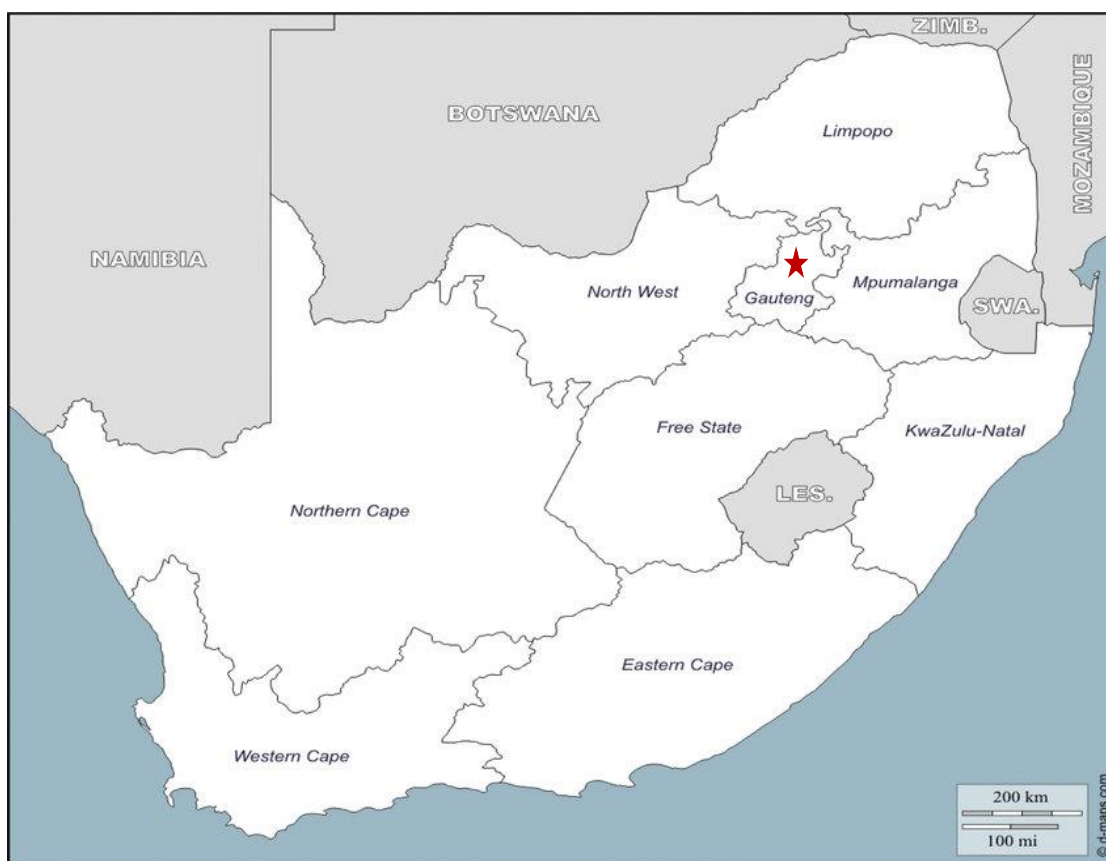 ZIMB.
MOZAMBIQUE
BOTSWANA
Limpopo
NAMIBIA
North West
Gauteng
Mpumalanga
SWA.
Free State
KwaZulu-Natal
LES.
Northern Cape
Eastern Cape
Western Cape
200 km
100 mi
© d-maps.com